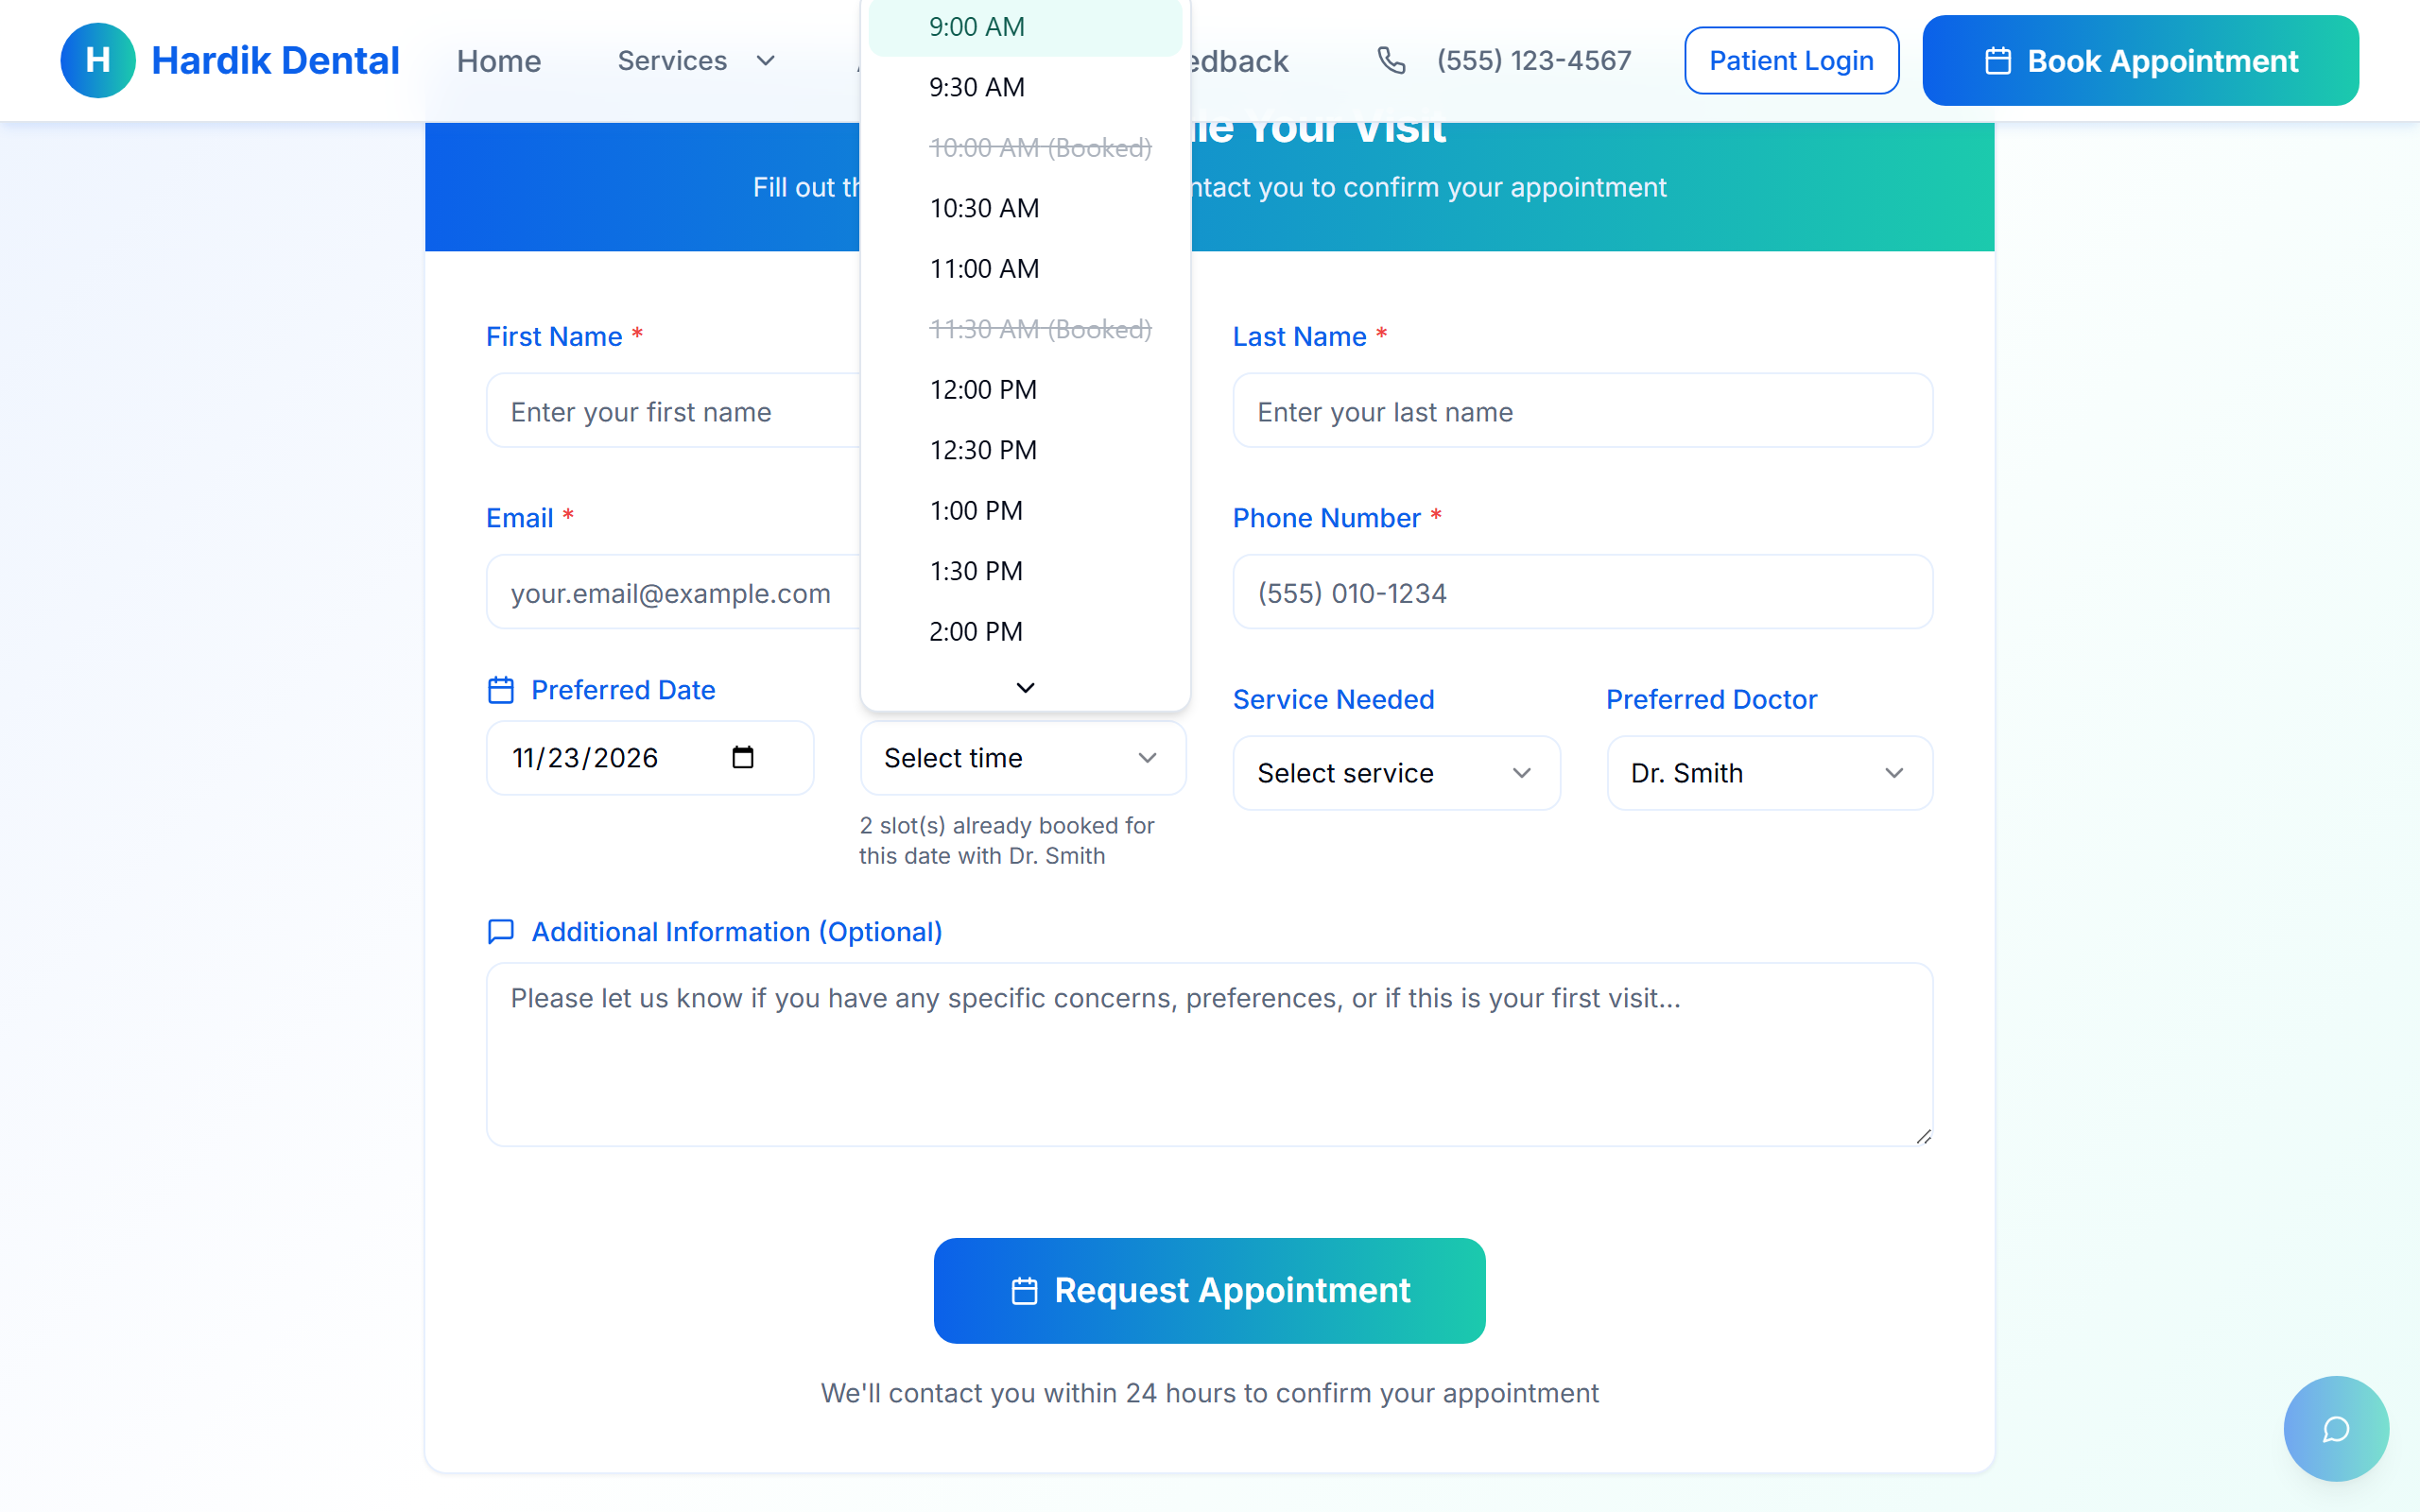 H Hardik Dental
Home
Services
(555) 123-4567
Patient Login
Book Appointment
Your Visit
Fill out
you to confirm your appointment
9:00 AM
9:30 AM
10:00 AM (Booked)
10:30 AM
11:00 AM
11:30 AM (Booked)
12:00 PM
12:30 PM
1:00 PM
1:30 PM
2:00 PM
First Name *
Enter your first name
Last Name *
Enter your last name
Email *
your.email@example.com
Phone Number *
(555) 010-1234
Preferred Date
11/23/2026
Select time
2 slot(s) already booked for
this date with Dr. Smith
Service Needed
Select service
Preferred Doctor
Dr. Smith
Additional Information (Optional)
Please let us know if you have any specific concerns, preferences, or if this is your first visit...
Request Appointment
We'll contact you within 24 hours to confirm your appointment